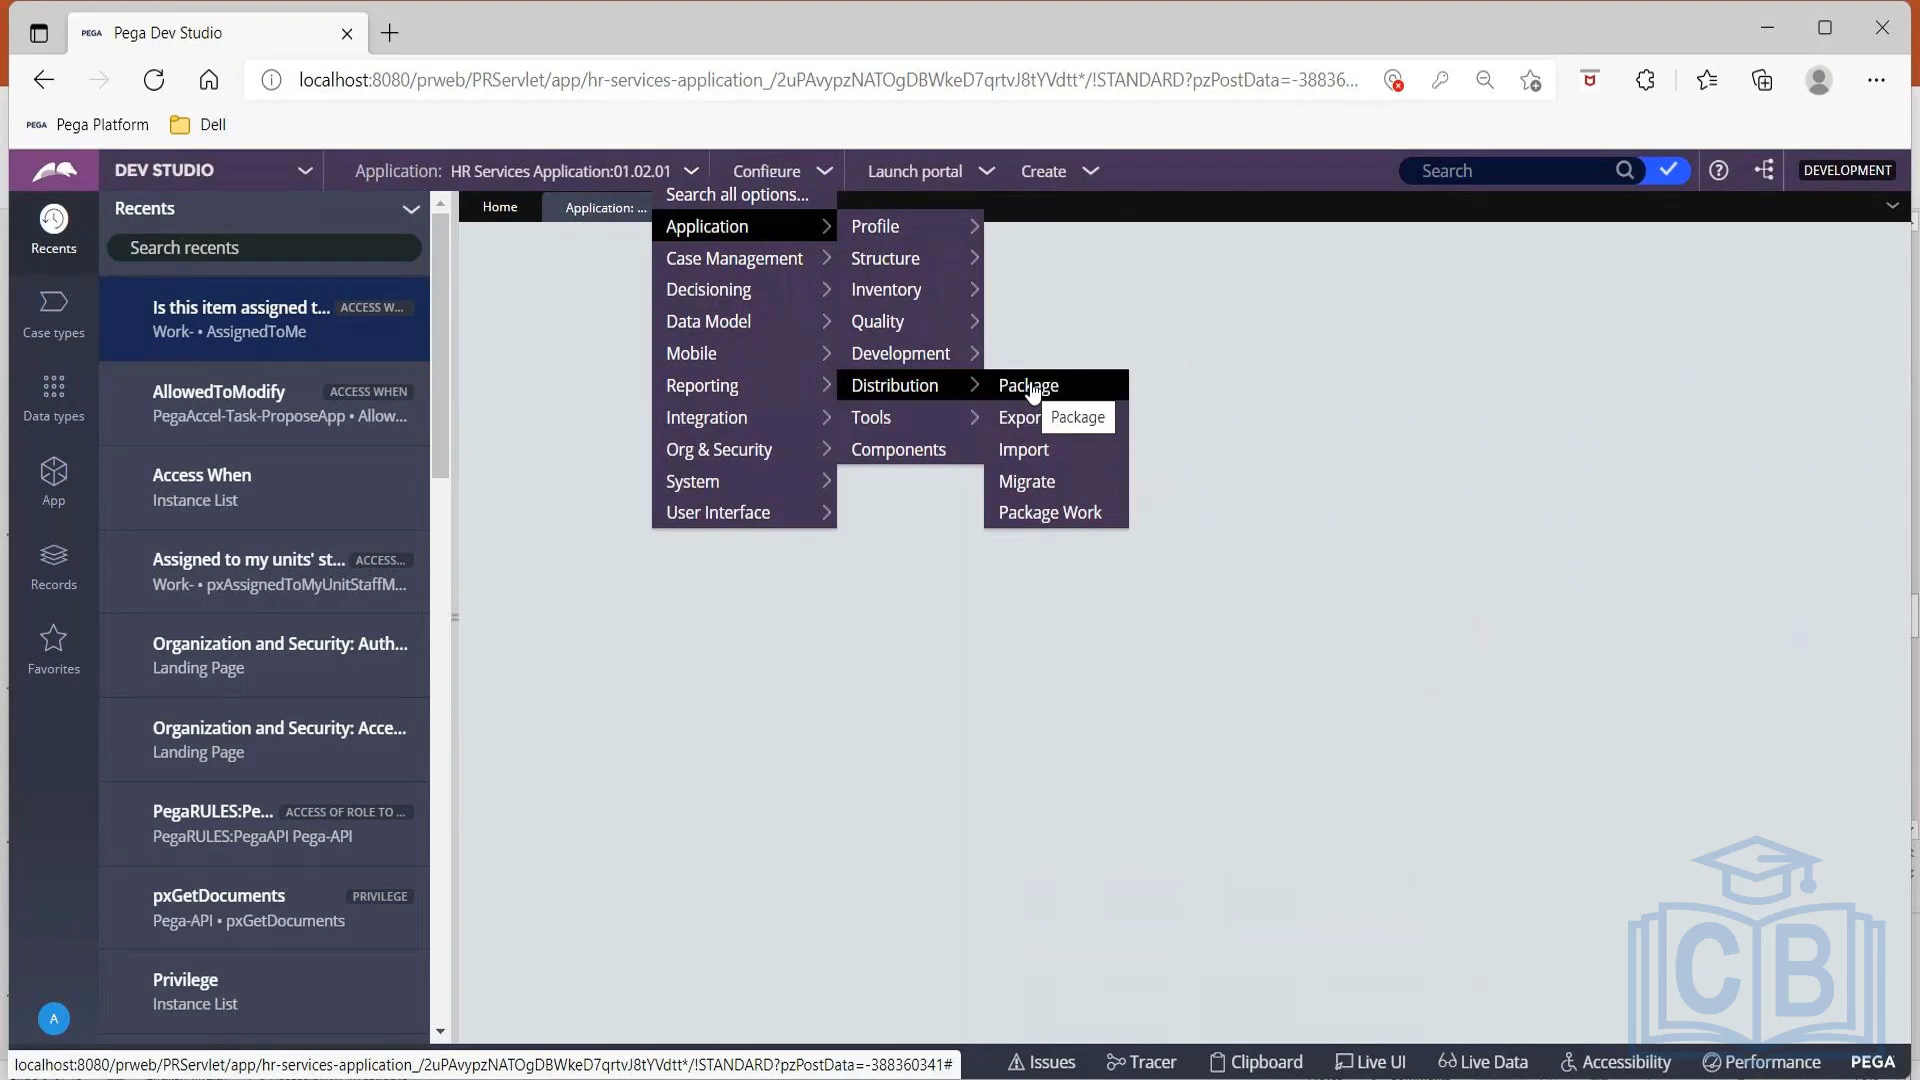 PEGA Pega Dev Studio
localhost:8080/prweb/PRServlet/app/hr-services-application_/2uPAvypzNATOgDBWkeD7qrtvJ8tYVdtt*/!STANDARD?pzPostData=-38836...
PEGA Pega Platform Dell
DEV STUDIO Application: HR Services Application:01.02.01 Configure Launch portal Create Search DEVELOPMENT
Recents
Case types
Data types
App
Records
Favorites
A
Recents
Search recents
Is this item assigned t... ACCESS W...
Work- • AssignedToMe
AllowedToModify ACCESS WHEN
PegaAccel-Task-ProposeApp • Allow...
Access When
Instance List
Assigned to my units' st... ACCESS...
Work- • pxAssignedToMyUnitStaffM...
Organization and Security: Auth...
Landing Page
Organization and Security: Acce...
Landing Page
PegaRULES:Pe... ACCESS OF ROLE TO ...
PegaRULES:PegaAPI Pega-API
pxGetDocuments PRIVILEGE
Pega-API • pxGetDocuments
Privilege
Instance List
Home Application: ...
Search all options...
Application
Case Management
Decisioning
Data Model
Mobile
Reporting
Integration
Org & Security
System
User Interface
Profile
Structure
Inventory
Quality
Development
Distribution
Tools
Components
Package
Expor
Package
Import
Migrate
Package Work
CB
localhost:8080/prweb/PRServlet/app/hr-services-application_/2uPAvypzNATOgDBWkeD7qrtvJ8tYVdtt*/!STANDARD?pzPostData=-388360341#
Issues Tracer Clipboard Live UI Live Data Accessibility Performance PEGA